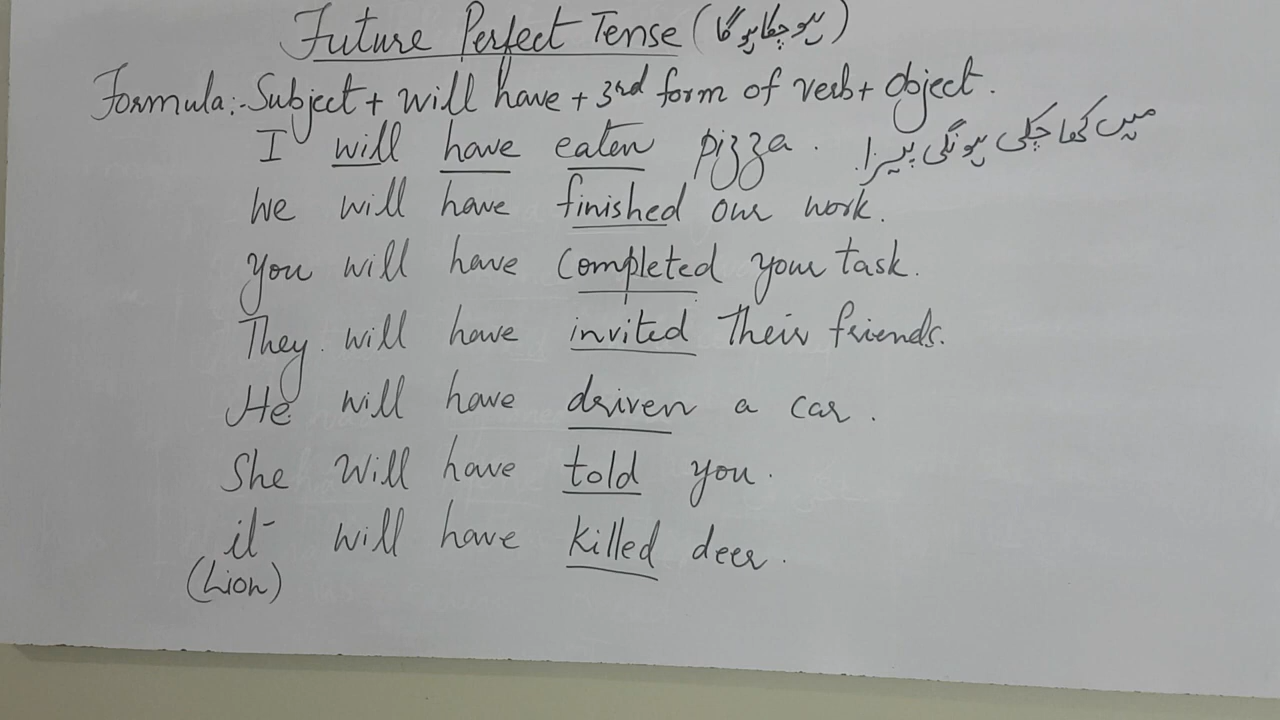 Future Perfect Tense (ہو چکا ہو گا)
Formula:- Subject + will have + 3rd form of verb + Object.
I will have eaten pizza. میں کھا چکی ہونگی پیزا.
We will have finished our work.
You will have completed your task.
They will have invited Their friends.
He will have driven a car.
She Will have told you.
it will have killed deer.
(Lion)